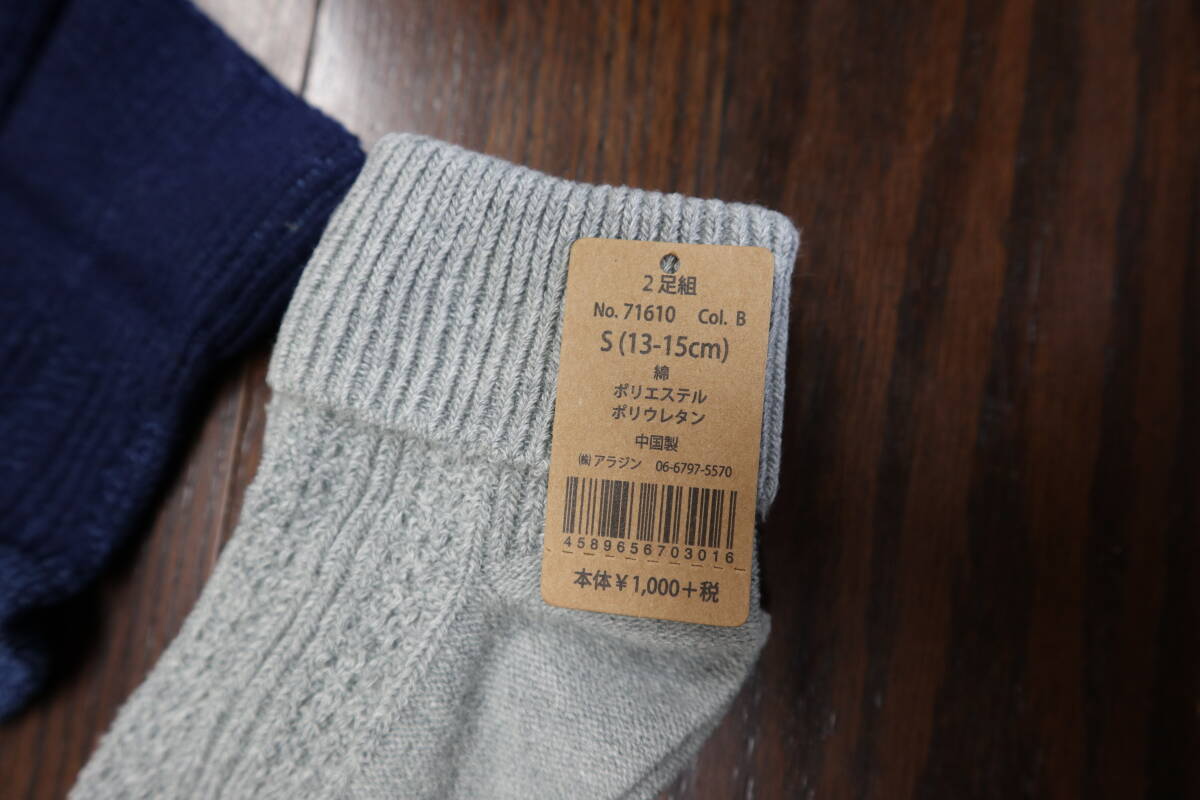 2足組
No. 71610 Col. B
S (13-15cm)
綿
ポリエステル
ポリウレタン
中国製
㈱アラジン 06-6797-5570
4589656703016
本体¥1,000+税